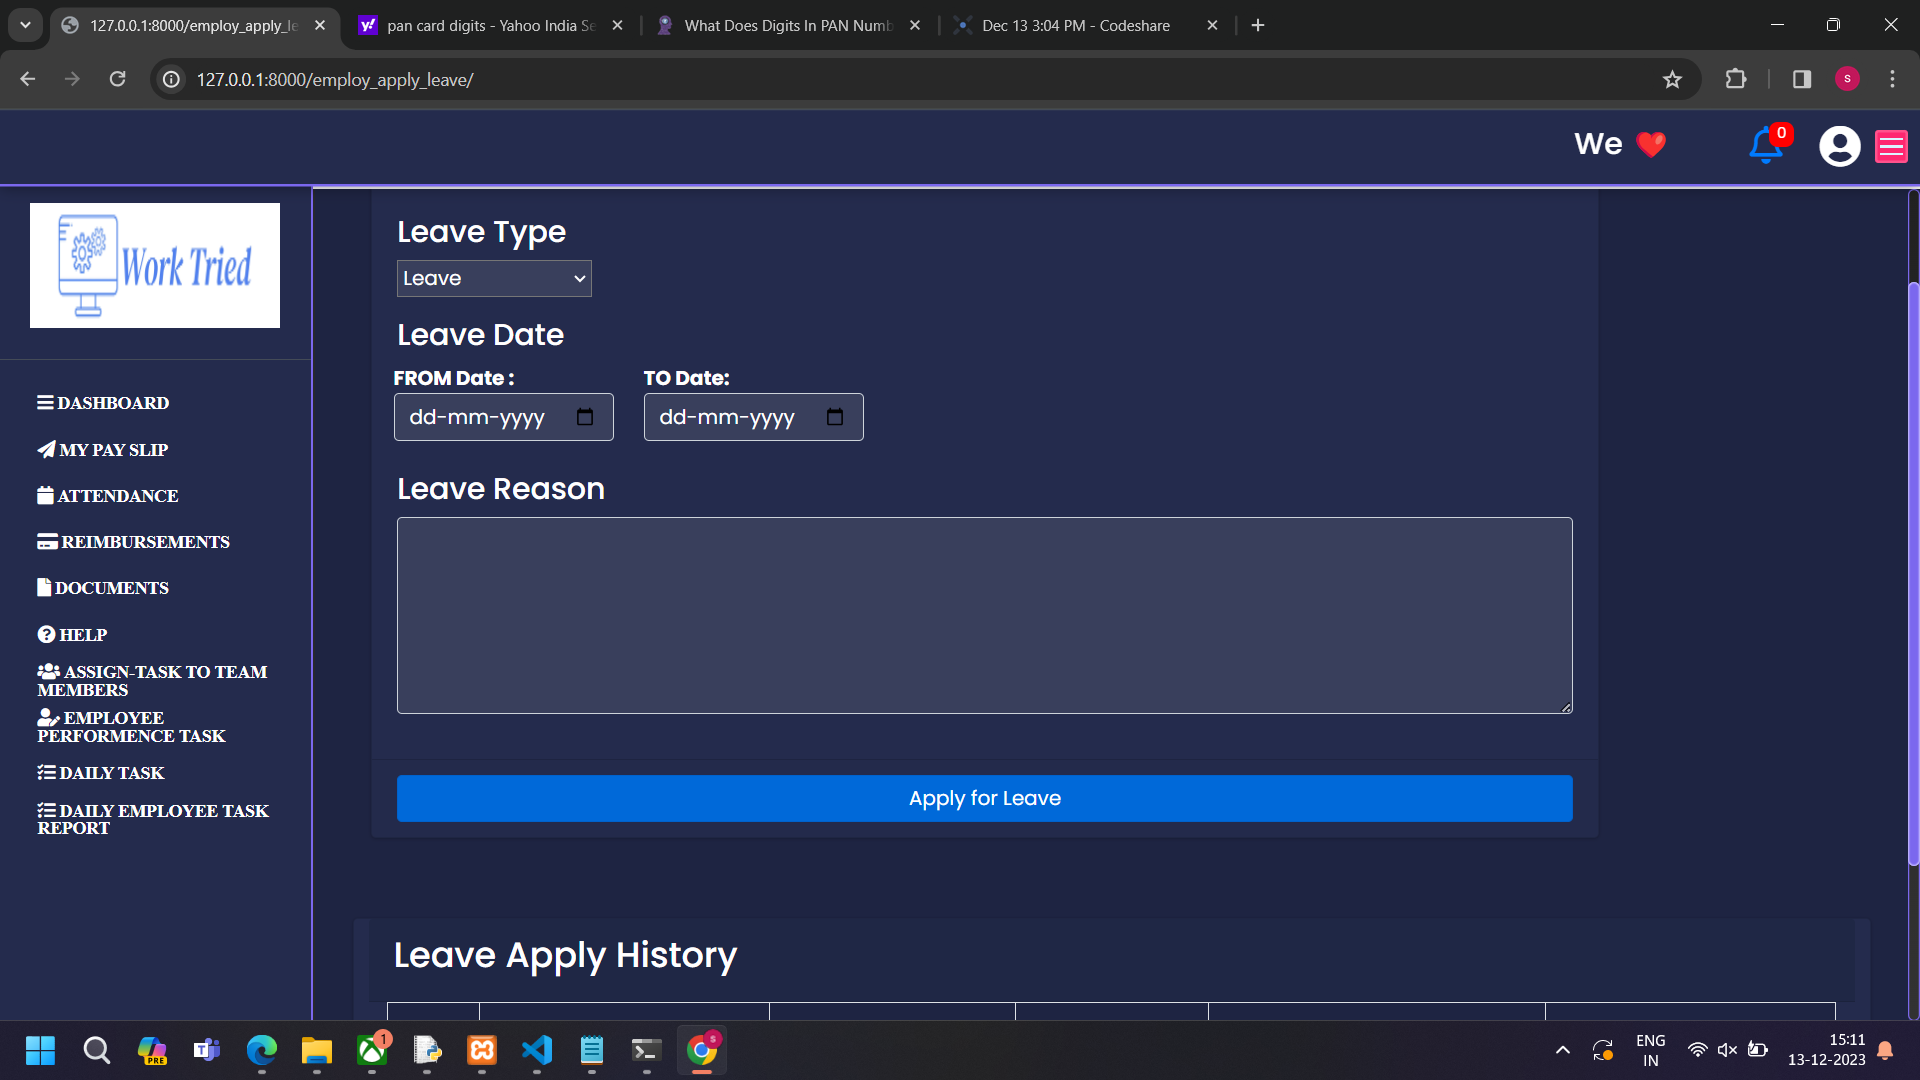 127.0.0.1:8000/employ_apply_le
pan card digits - Yahoo India Se
What Does Digits In PAN Numb
Dec 13 3:04 PM - Codeshare
127.0.0.1:8000/employ_apply_leave/
S
We ❤️
0
Work Tried
DASHBOARD
MY PAY SLIP
ATTENDANCE
REIMBURSEMENTS
DOCUMENTS
HELP
ASSIGN-TASK TO TEAM
MEMBERS
EMPLOYEE
PERFORMENCE TASK
DAILY TASK
DAILY EMPLOYEE TASK
REPORT
Leave Type
Leave
Leave Date
FROM Date : TO Date:
dd-mm-yyyy dd-mm-yyyy
Leave Reason
Apply for Leave
Leave Apply History
PRE
1
S
ENG
IN
15:11
13-12-2023